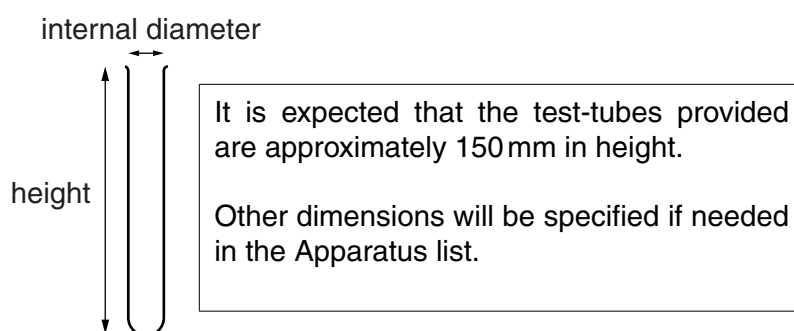 internal diameter
height
It is expected that the test-tubes provided
are approximately 150 mm in height.
Other dimensions will be specified if needed
in the Apparatus list.